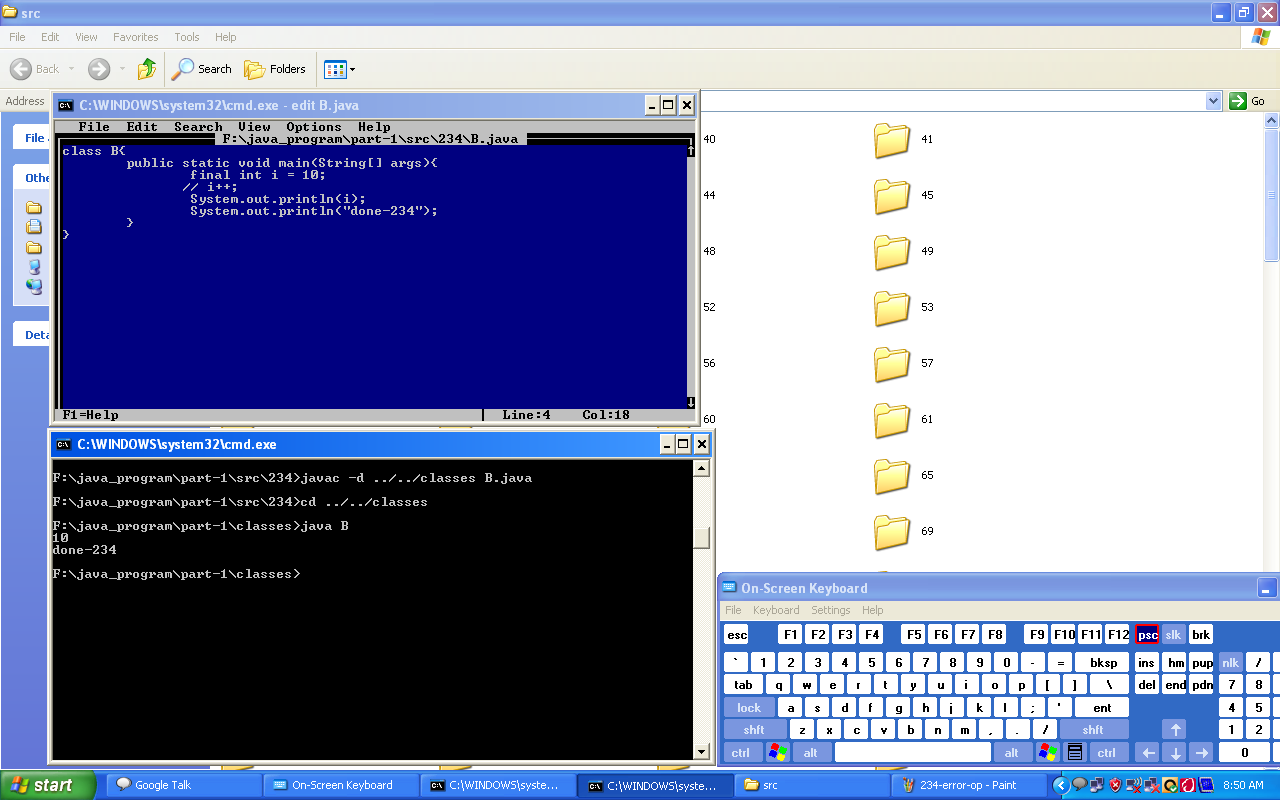 src
File Edit View Favorites Tools Help
Back Search Folders
Address Go
C:\WINDOWS\system32\cmd.exe - edit B.java
File Edit Search View Options Help
F:\java_program\part-1\src\234\B.java
class B{
public static void main(String[] args){
final int i = 10;
// i++;
System.out.println(i);
System.out.println("done-234");
}
}
F1=Help Line:4 Col:18
File
Othe
Deta
40 41
44 45
48 49
52 53
56 57
60 61
65
69
C:\WINDOWS\system32\cmd.exe
F:\java_program\part-1\src\234>javac -d ../../classes B.java
F:\java_program\part-1\src\234>cd ../../classes
F:\java_program\part-1\classes>java B
10
done-234
F:\java_program\part-1\classes>
On-Screen Keyboard
File Keyboard Settings Help
esc F1 F2 F3 F4 F5 F6 F7 F8 F9 F10 F11 F12 psc slk brk
` 1 2 3 4 5 6 7 8 9 0 - = bksp ins hm pup nlk /
tab q w e r t y u i o p [ ] \ del end pdn 7 8
lock a s d f g h j k l ; ' ent 4 5
shft z x c v b n m , . / shft ↑ 1 2
ctrl alt alt ctrl ← ↓ → 0
start Google Talk On-Screen Keyboard C:\WINDOWS\syste... C:\WINDOWS\syste... src 234-error-op - Paint 8:50 AM